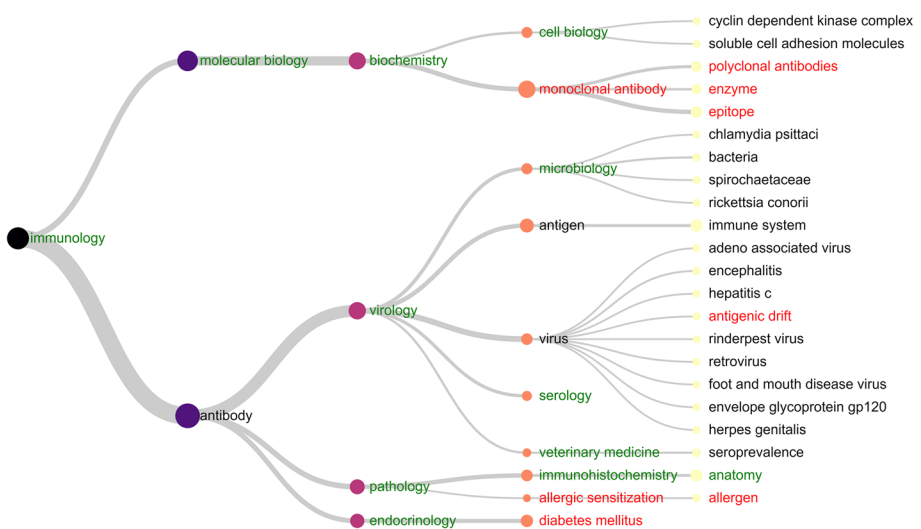 cyclin dependent kinase complex
cell biology
soluble cell adhesion molecules
molecular biology
biochemistry
polyclonal antibodies
monoclonal antibody
enzyme
epitope
chlamydia psittaci
bacteria
microbiology
spirochaetaceae
rickettsia conorii
antigen
immune system
immunology
adeno associated virus
encephalitis
hepatitis c
virology
antigenic drift
virus
rinderpest virus
retrovirus
foot and mouth disease virus
serology
envelope glycoprotein gp120
antibody
herpes genitalis
veterinary medicine
seroprevalence
immunohistochemistry
anatomy
pathology
allergic sensitization
allergen
endocrinology
diabetes mellitus